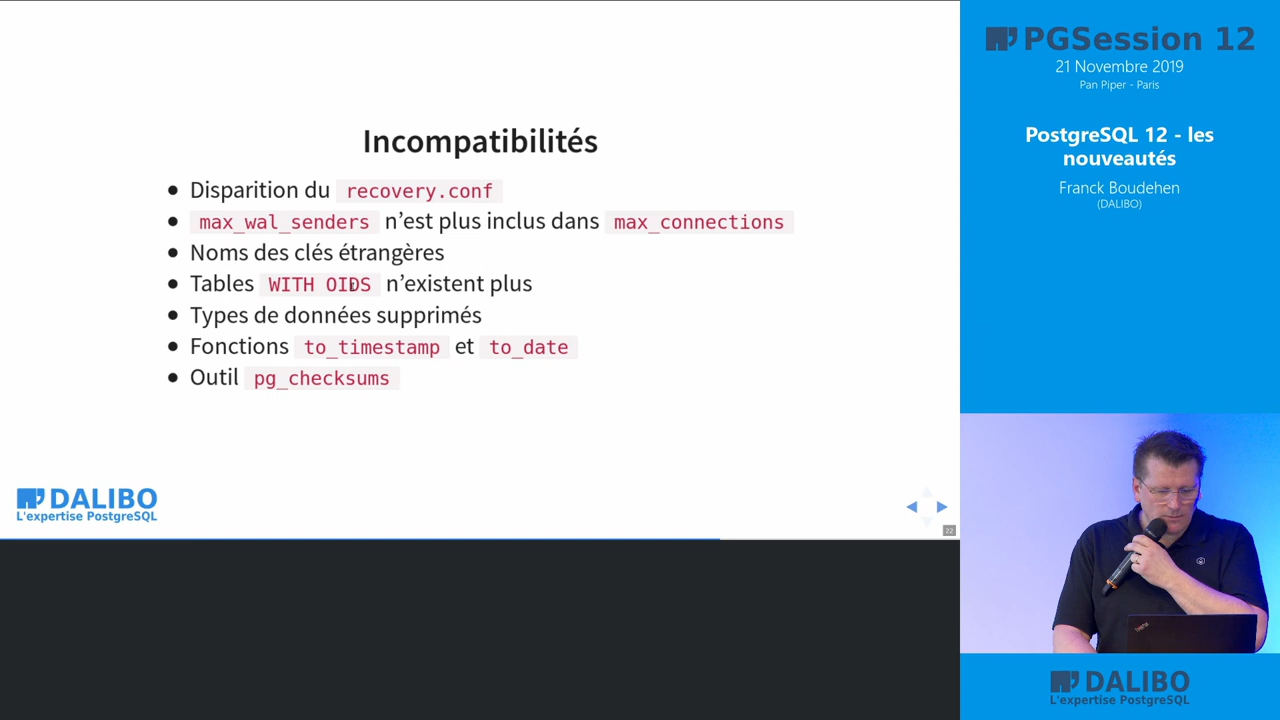 Incompatibilités
Disparition du recovery.conf
max_wal_senders n’est plus inclus dans max_connections
Noms des clés étrangères
Tables WITH OIDS n’existent plus
Types de données supprimés
Fonctions to_timestamp et to_date
Outil pg_checksums
DALIBO
L'expertise PostgreSQL
22
PGSession 12
21 Novembre 2019
Pan Piper - Paris
PostgreSQL 12 - les
nouveautés
Franck Boudehen
(DALIBO)
DALIBO
L'expertise PostgreSQL